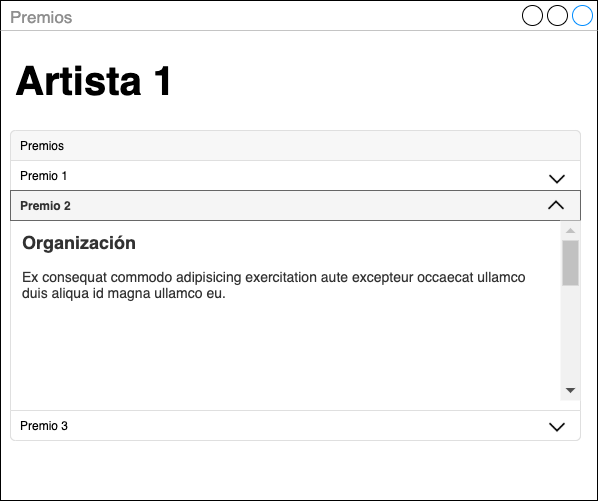 Premios
Artista 1
Premios
Premio 1
Premio 2
Organización
Ex consequat commodo adipisicing exercitation aute excepteur occaecat ullamco
duis aliqua id magna ullamco eu.
Premio 3